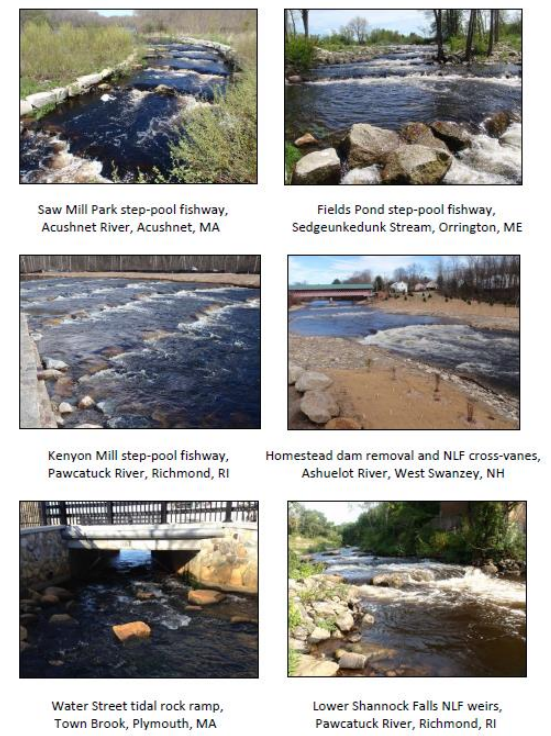 Saw Mill Park step-pool fishway,
Acushnet River, Acushnet, MA
Fields Pond step-pool fishway,
Sedgeunkedunk Stream, Orrington, ME
Kenyon Mill step-pool fishway,
Pawcatuck River, Richmond, RI
Homestead dam removal and NLF cross-vanes,
Ashuelot River, West Swanzey, NH
Water Street tidal rock ramp,
Town Brook, Plymouth, MA
Lower Shannock Falls NLF weirs,
Pawcatuck River, Richmond, RI